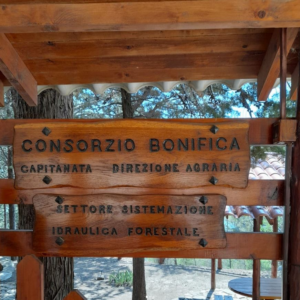 CONSORZIO BONIFICA
CAPITANATA DIREZIONE AGRARIA
SETTORE SISTEMAZIONE
IDRAULICA FORESTALE